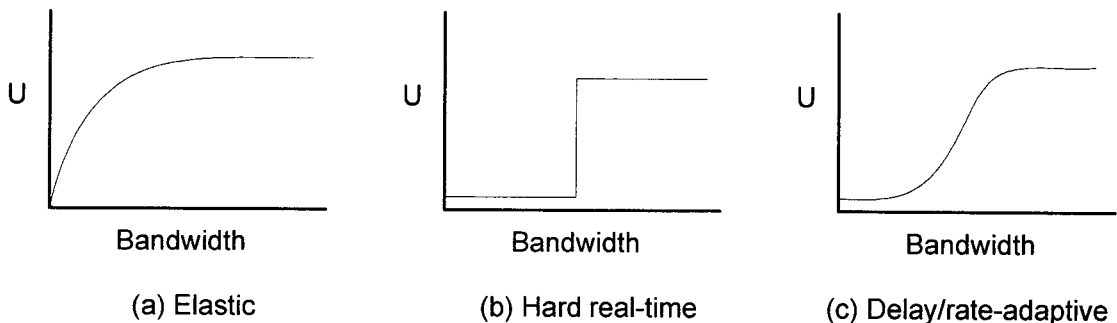 U U U
Bandwidth Bandwidth Bandwidth
(a) Elastic (b) Hard real-time (c) Delay/rate-adaptive